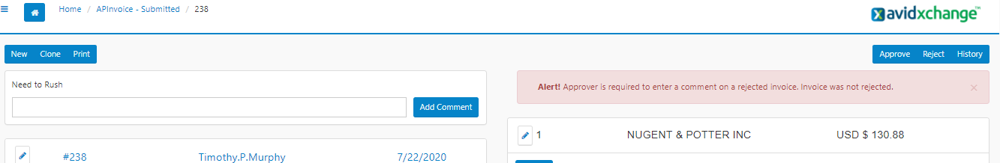 Home / APInvoice - Submitted / 238
avidxchange™
New Clone Print
Approve Reject History
Need to Rush
Add Comment
Alert! Approver is required to enter a comment on a rejected invoice. Invoice was not rejected. ×
#238 Timothy.P.Murphy 7/22/2020
1 NUGENT & POTTER INC USD $ 130.88